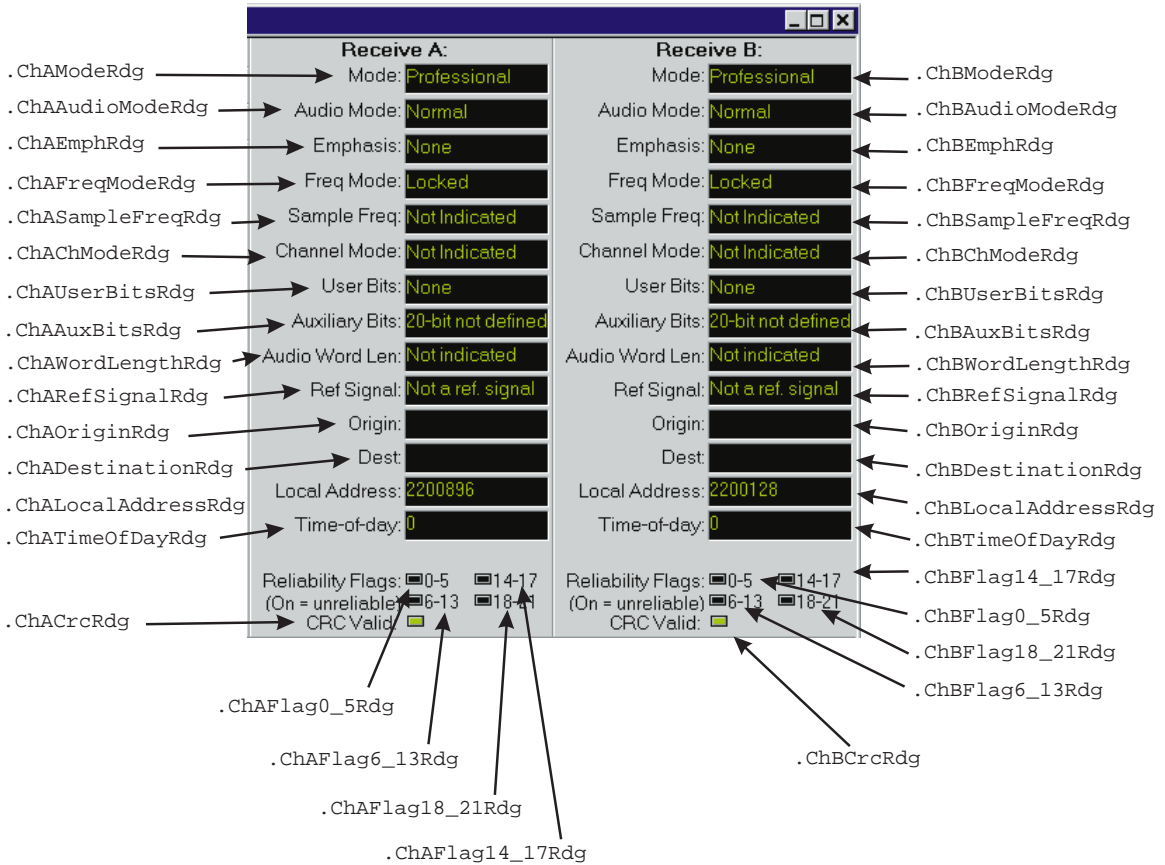 Receive A: Receive B:
.ChAModeRdg Mode: Professional Mode: Professional .ChBModeRdg
.ChAAudioModeRdg Audio Mode: Normal Audio Mode: Normal .ChBAudioModeRdg
.ChAEmphRdg Emphasis: None Emphasis: None .ChBEmphRdg
.ChAFreqModeRdg Freq Mode: Locked Freq Mode: Locked .ChBFreqModeRdg
.ChASampleFreqRdg Sample Freq: Not Indicated Sample Freq: Not Indicated .ChBSampleFreqRdg
.ChAChModeRdg Channel Mode: Not Indicated Channel Mode: Not Indicated .ChBChModeRdg
.ChAUserBitsRdg User Bits: None User Bits: None .ChBUserBitsRdg
.ChAAuxBitsRdg Auxiliary Bits: 20-bit not defined Auxiliary Bits: 20-bit not defined .ChBAuxBitsRdg
.ChAWordLengthRdg Audio Word Len: Not indicated Audio Word Len: Not indicated .ChBWordLengthRdg
.ChARefSignalRdg Ref Signal: Not a ref. signal Ref Signal: Not a ref. signal .ChBRefSignalRdg
.ChAOriginRdg Origin: Origin: .ChBOriginRdg
.ChADestinationRdg Dest: Dest: .ChBDestinationRdg
.ChALocalAddressRdg Local Address: 2200896 Local Address: 2200128 .ChBLocalAddressRdg
.ChATimeOfDayRdg Time-of-day: 0 Time-of-day: 0 .ChBTimeOfDayRdg
Reliability Flags: 0-5 14-17 Reliability Flags: 0-5 14-17 .ChBFlag14_17Rdg
(On = unreliable) 6-13 18-21 (On = unreliable) 6-13 18-21 .ChBFlag0_5Rdg
.ChACrcRdg CRC Valid: CRC Valid:
.ChBFlag18_21Rdg
.ChBFlag6_13Rdg
.ChAFlag0_5Rdg
.ChAFlag6_13Rdg .ChBCrcRdg
.ChAFlag18_21Rdg
.ChAFlag14_17Rdg